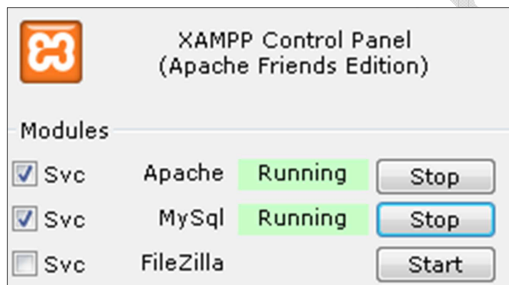 XAMPP Control Panel
(Apache Friends Edition)
Modules
Svc Apache Running Stop
Svc MySql Running Stop
Svc FileZilla Start